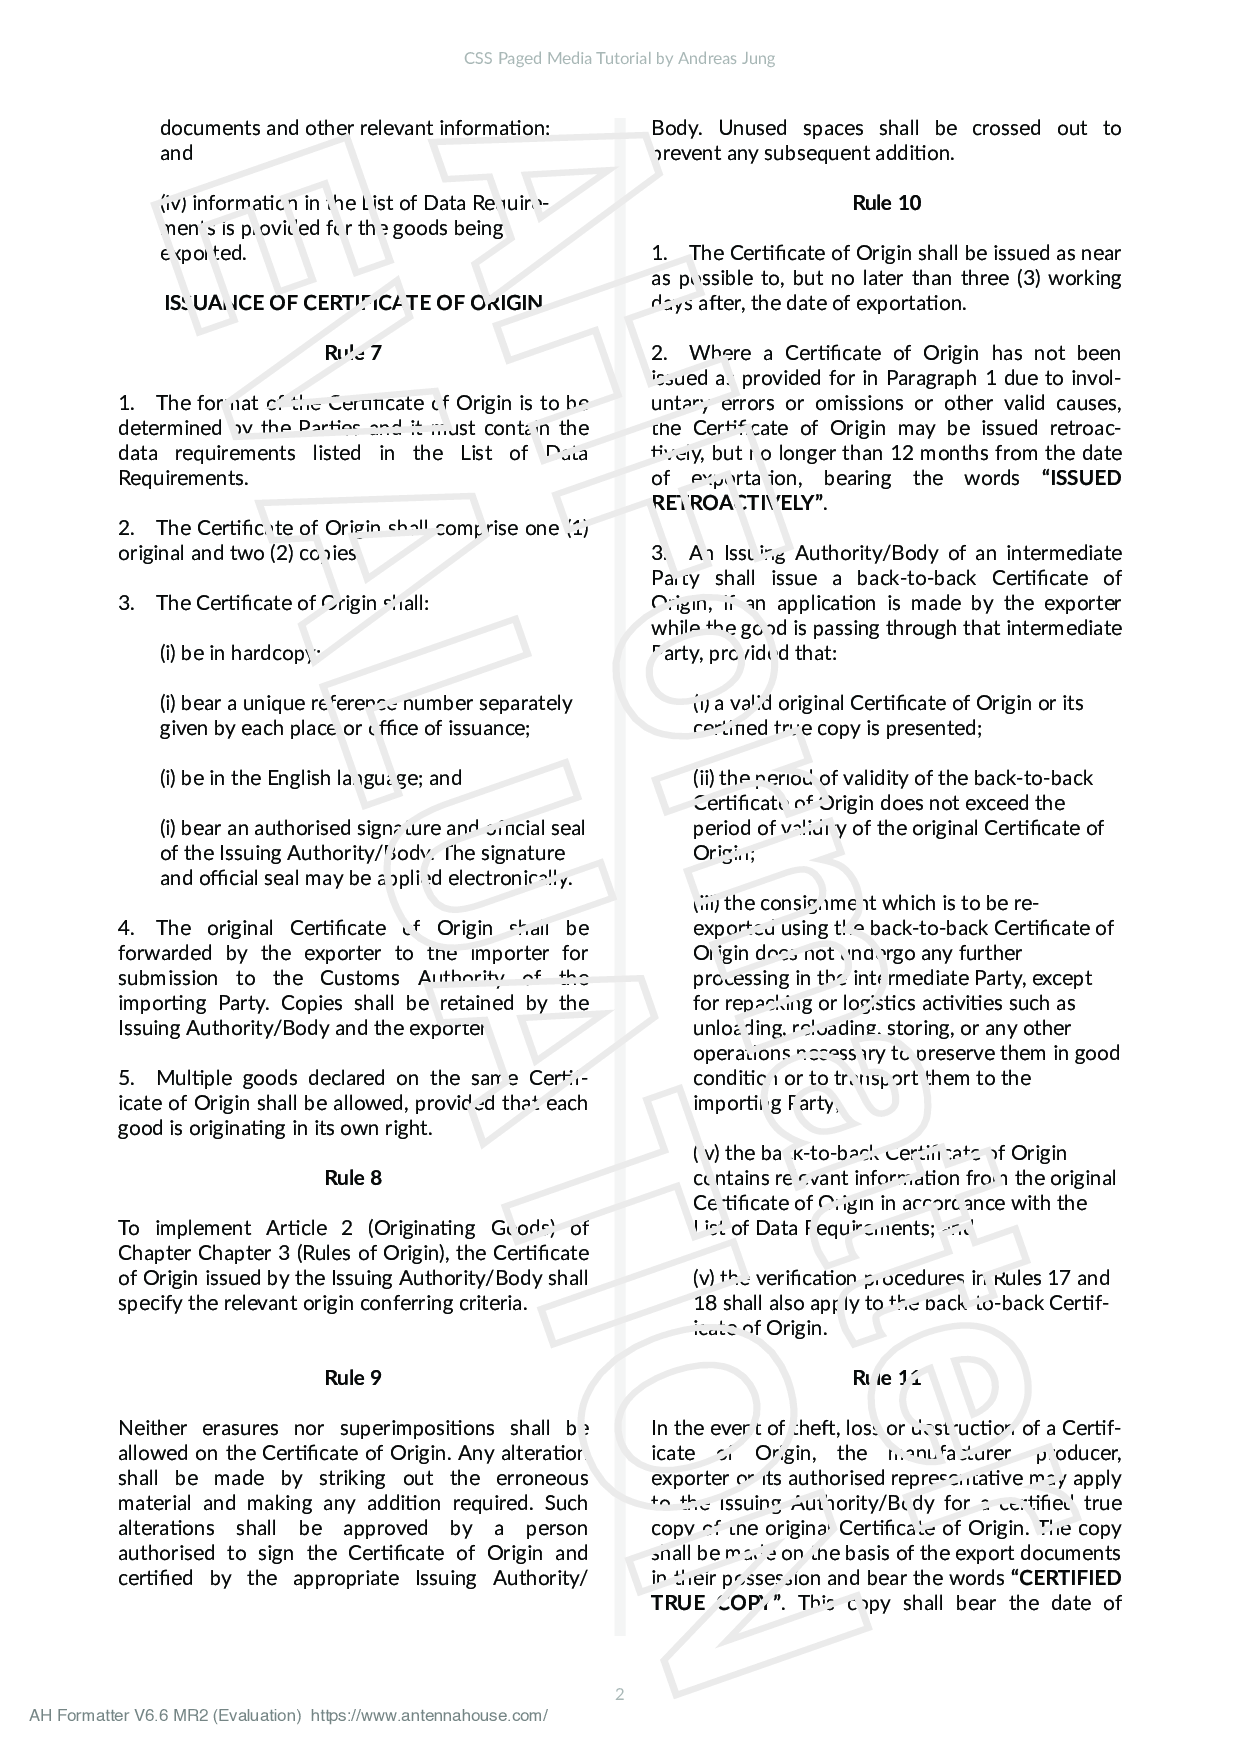 CSS Paged Media Tutorial by Andreas Jung
documents and other relevant information:
and
(iv) information in the List of Data Require-
ments is provided for the goods being
exported.
ISSUANCE OF CERTIFICATE OF ORIGIN
Rule 7
1. The format of the Certificate of Origin is to be
determined by the Parties and it must contain the
data requirements listed in the List of Data
Requirements.
2. The Certificate of Origin shall comprise one (1)
original and two (2) copies
3. The Certificate of Origin shall:
(i) be in hardcopy;
(i) bear a unique reference number separately
given by each place or office of issuance;
(i) be in the English language; and
(i) bear an authorised signature and official seal
of the Issuing Authority/Body. The signature
and official seal may be applied electronically.
4. The original Certificate of Origin shall be
forwarded by the exporter to the importer for
submission to the Customs Authority of the
importing Party. Copies shall be retained by the
Issuing Authority/Body and the exporter
5. Multiple goods declared on the same Certif-
icate of Origin shall be allowed, provided that each
good is originating in its own right.
Rule 8
To implement Article 2 (Originating Goods) of
Chapter Chapter 3 (Rules of Origin), the Certificate
of Origin issued by the Issuing Authority/Body shall
specify the relevant origin conferring criteria.
Rule 9
Neither erasures nor superimpositions shall be
allowed on the Certificate of Origin. Any alteration
shall be made by striking out the erroneous
material and making any addition required. Such
alterations shall be approved by a person
authorised to sign the Certificate of Origin and
certified by the appropriate Issuing Authority/
Body. Unused spaces shall be crossed out to
prevent any subsequent addition.
Rule 10
1. The Certificate of Origin shall be issued as near
as possible to, but no later than three (3) working
days after, the date of exportation.
2. Where a Certificate of Origin has not been
issued as provided for in Paragraph 1 due to invol-
untary errors or omissions or other valid causes,
the Certificate of Origin may be issued retroac-
tively, but no longer than 12 months from the date
of exportation, bearing the words “ISSUED
RETROACTIVELY”.
3. An Issuing Authority/Body of an intermediate
Party shall issue a back-to-back Certificate of
Origin, if an application is made by the exporter
while the good is passing through that intermediate
Party, provided that:
(i) a valid original Certificate of Origin or its
certified true copy is presented;
(ii) the period of validity of the back-to-back
Certificate of Origin does not exceed the
period of validity of the original Certificate of
Origin;
(iii) the consignment which is to be re-
exported using the back-to-back Certificate of
Origin does not undergo any further
processing in the intermediate Party, except
for repacking or logistics activities such as
unloading, reloading, storing, or any other
operations necessary to preserve them in good
condition or to transport them to the
importing Party;
(iv) the back-to-back Certificate of Origin
contains relevant information from the original
Certificate of Origin in accordance with the
List of Data Requirements; and
(v) the verification procedures in Rules 17 and
18 shall also apply to the back-to-back Certif-
icate of Origin.
Rule 11
In the event of theft, loss or destruction of a Certif-
icate of Origin, the manufacturer, producer,
exporter or its authorised representative may apply
to the Issuing Authority/Body for a certified true
copy of the original Certificate of Origin. The copy
shall be made on the basis of the export documents
in their possession and bear the words “CERTIFIED
TRUE COPY”. This copy shall bear the date of
2
AH Formatter V6.6 MR2 (Evaluation) https://www.antennahouse.com/
AHFormatter
EVALUATION